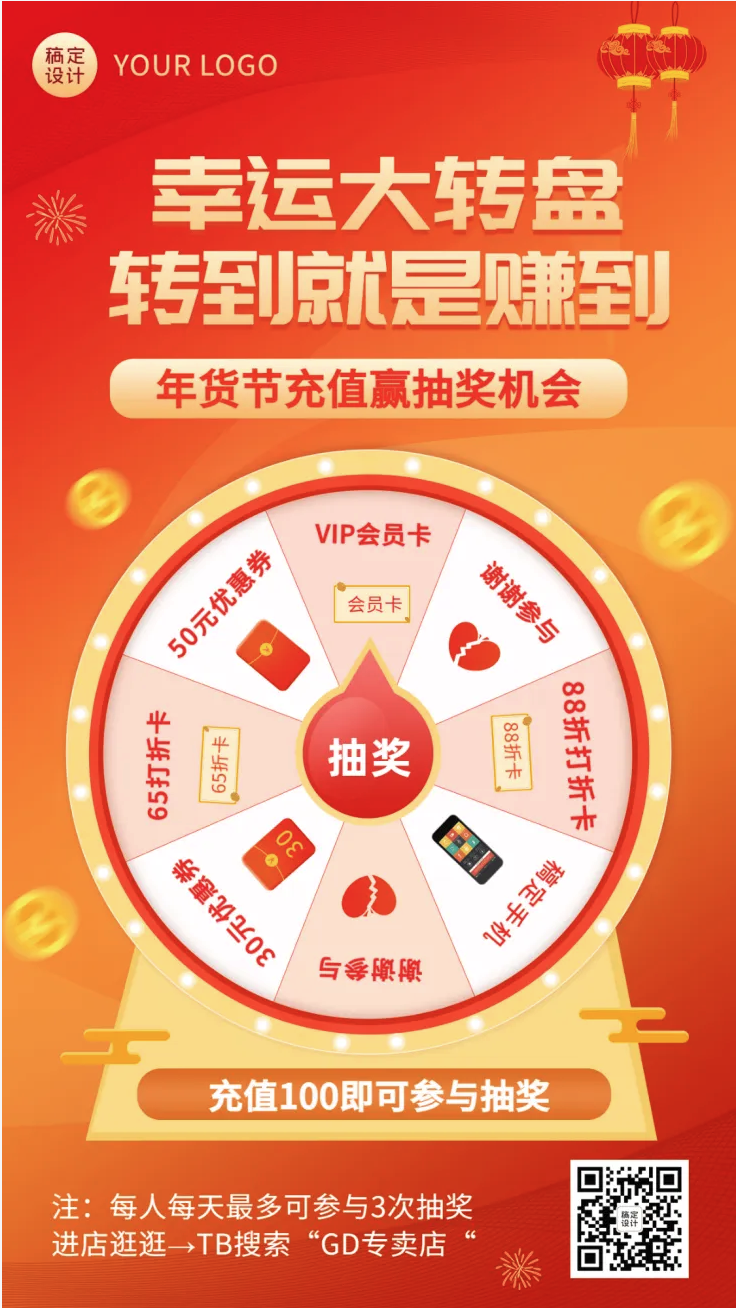 稿定
设计
YOUR LOGO
幸运大转盘
转到就是赚到
年货节充值赢抽奖机会
VIP会员卡
会员卡
谢谢参与
88折打折卡
88折卡
稿定手机
谢谢参与
30元优惠券
30
65打折卡
65折卡
50元优惠券
抽奖
充值100即可参与抽奖
注：每人每天最多可参与3次抽奖
进店逛逛→TB搜索“GD专卖店“
稿定
设计